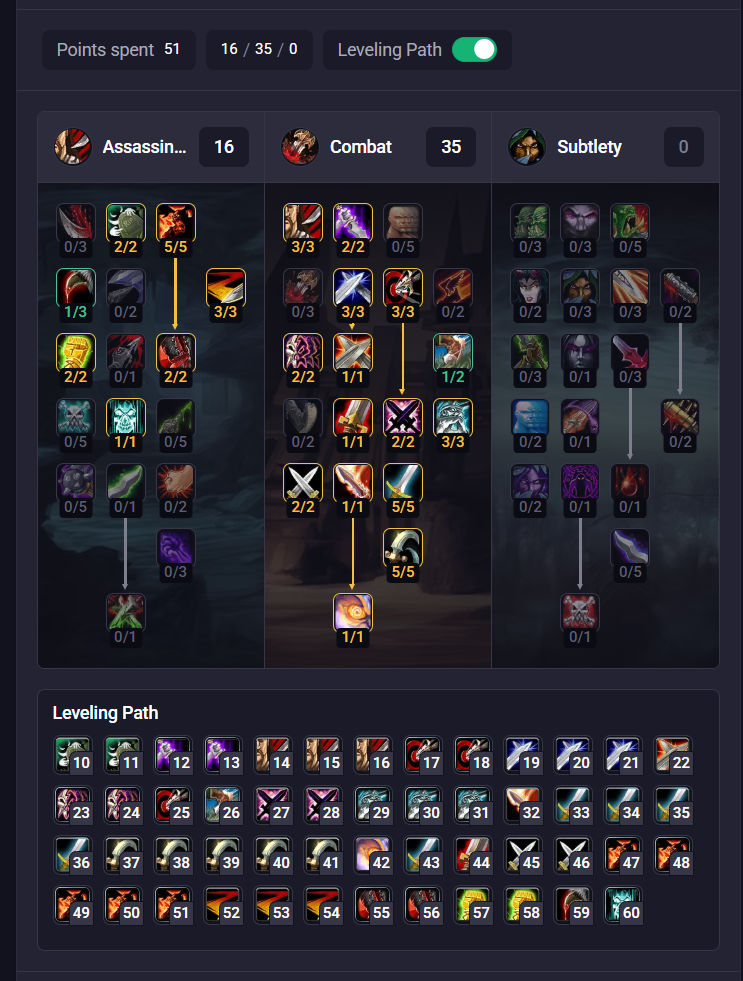 Points spent 51 16 / 35 / 0 Leveling Path
Assassin... 16 Combat 35 Subtlety 0
0/3 2/2 5/5 3/3 2/2 0/5 0/3 0/3 0/5
1/3 0/2 3/3 0/3 3/3 3/3 0/2 0/2 0/3 0/3 0/2
2/2 0/1 2/2 2/2 1/1 1/2 0/3 0/1 0/3
0/5 1/1 0/5 0/2 1/1 2/2 3/3 0/2 0/1 0/2
0/5 0/1 0/2 2/2 1/1 5/5 0/2 0/1 0/1
0/3 5/5 0/5
0/1 1/1 0/1
Leveling Path
10 11 12 13 14 15 16 17 18 19 20 21 22
23 24 25 26 27 28 29 30 31 32 33 34 35
36 37 38 39 40 41 42 43 44 45 46 47 48
49 50 51 52 53 54 55 56 57 58 59 60